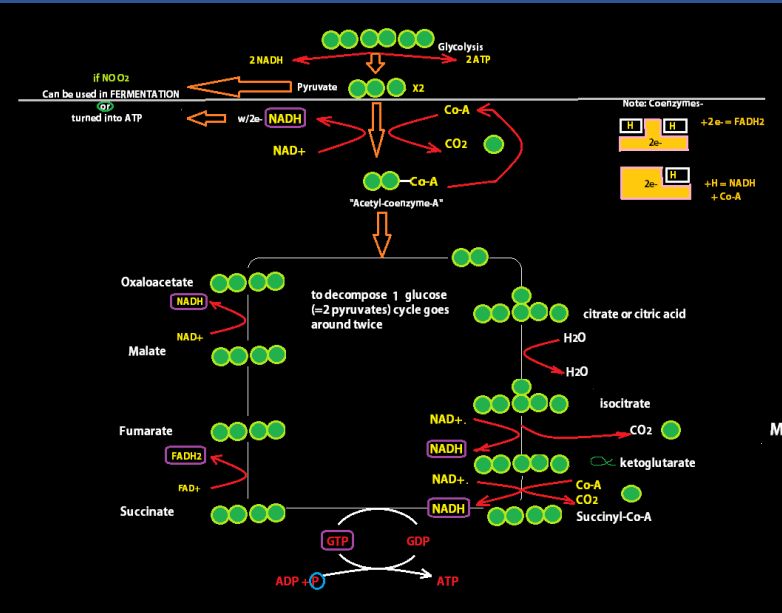 Glycolysis
2 NADH
2 ATP
if NO O2
Can be used in FERMENTATION
or
turned into ATP
Pyruvate
X2
w/2e-
NADH
NAD+
Co-A
CO2
Co-A
"Acetyl-coenzyme-A"
Note: Coenzymes-
H
H
2e-
+2 e- = FADH2
2e-
H
+H = NADH
+ Co-A
to decompose 1 glucose
(=2 pyruvates) cycle goes
around twice
Oxaloacetate
NADH
NAD+
Malate
Fumarate
FADH2
FAD+
Succinate
citrate or citric acid
H2O
H2O
isocitrate
NAD+.
CO2
NADH
α ketoglutarate
NAD+.
Co-A
CO2
NADH
Succinyl-Co-A
GTP
GDP
ADP + P
ATP
M